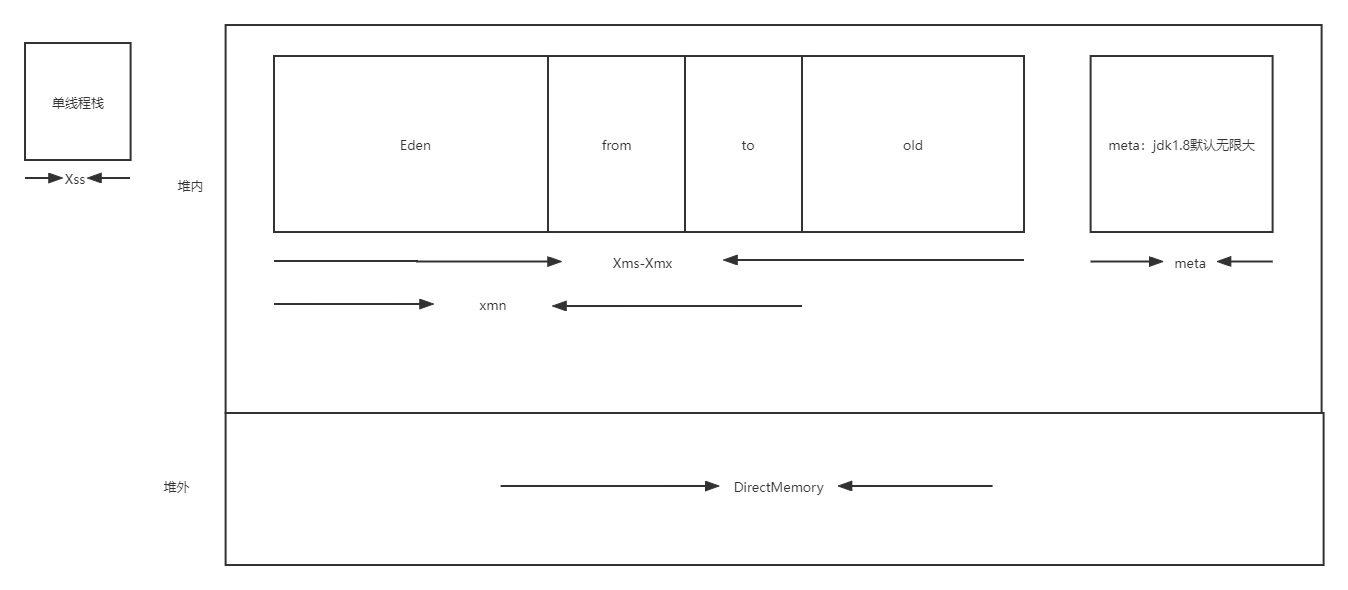 单线程栈
Xss
堆内
Eden
from
to
old
meta：jdk1.8默认无限大
Xms-Xmx
meta
xmn
堆外
DirectMemory